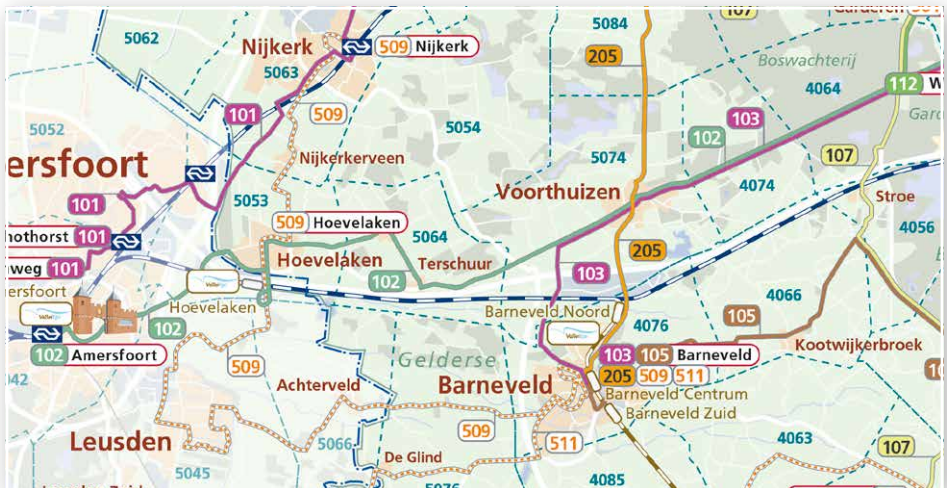 107
5084
5062
Nijkerk
509 Nijkerk
5063
205
Boswachterij
4064
112
101
509
103
102
5052
5054
ersfoort
Nijkerkerveen
5074
107
Voorthuizen
4074
Stroe
101
5053
509 Hoevelaken
4056
hothorst 101
5064
205
Hoevelaken
Terschuur
nweg 101
102
103
ersfoort
Hoevelaken
4066
Barneveld Noord
102
4076
105
102 Amersfoort
Gelderse
103 105 Barneveld
Kootwijkerbroek
042
509
Achterveld
Barneveld
205 509 511
Barneveld Centrum
Barneveld Zuid
Leusden
5066
509
511
4063
107
5045
De Glind
4085